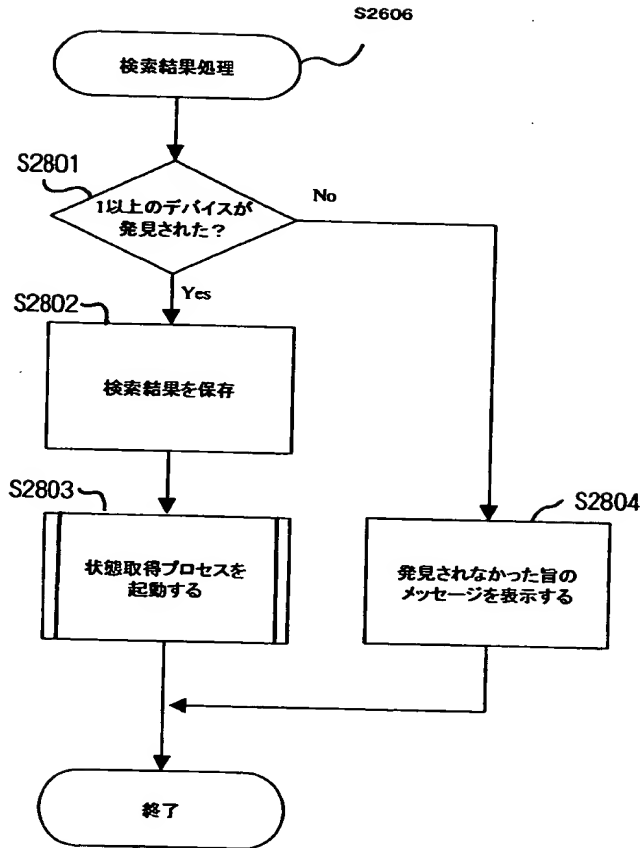 S2606
検索結果処理
S2801
1以上のデバイスが
発見された？
No
Yes
S2802
検索結果を保存
S2803
状態取得プロセスを
起動する
S2804
発見されなかった旨の
メッセージを表示する
終了